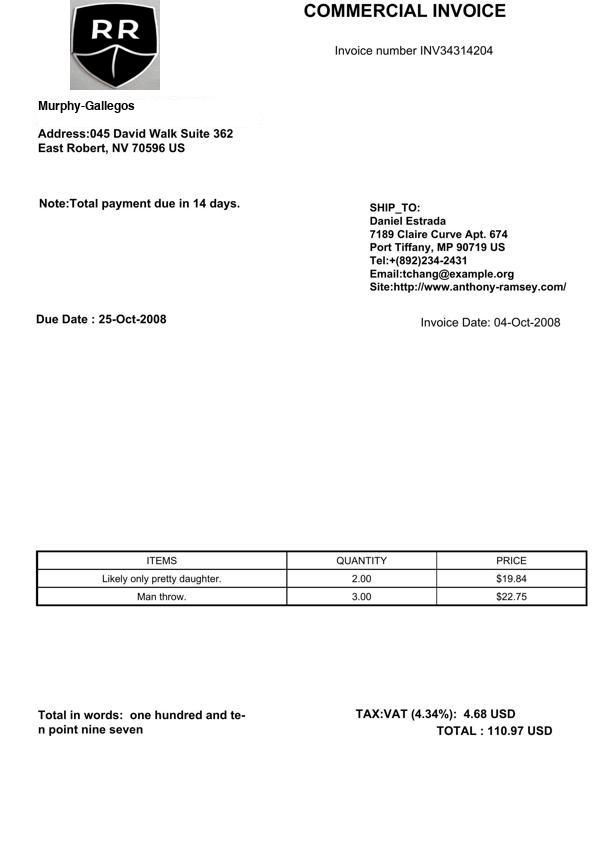 RR
COMMERCIAL INVOICE
Invoice number INV34314204
Murphy-Gallegos
Address:045 David Walk Suite 362
East Robert, NV 70596 US
Note:Total payment due in 14 days.
SHIP_TO:
Daniel Estrada
7189 Claire Curve Apt. 674
Port Tiffany, MP 90719 US
Tel:+(892)234-2431
Email:tchang@example.org
Site:http://www.anthony-ramsey.com/
Due Date : 25-Oct-2008
Invoice Date: 04-Oct-2008
ITEMS QUANTITY PRICE
Likely only pretty daughter. 2.00 $19.84
Man throw. 3.00 $22.75
Total in words: one hundred and te-
n point nine seven
TAX:VAT (4.34%): 4.68 USD
TOTAL : 110.97 USD